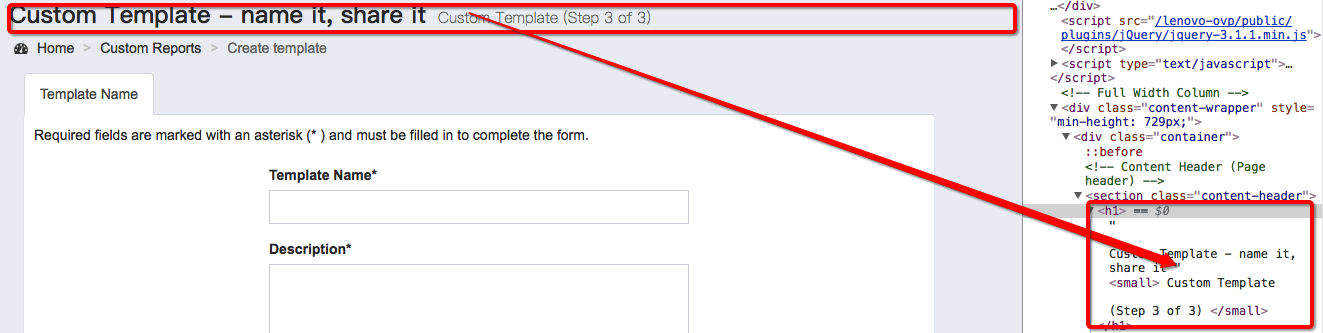 Custom Template – name it, share it Custom Template (Step 3 of 3)
Home > Custom Reports > Create template
Template Name
Required fields are marked with an asterisk (* ) and must be filled in to complete the form.
Template Name*
Description*
…</div>
<script src="/lenovo-ovp/public/
plugins/jQuery/jquery-3.1.1.min.js">
</script>
▶<script type="text/javascript">…
</script>
<!-- Full Width Column -->
▼<div class="content-wrapper" style=
"min-height: 729px;">
▼<div class="container">
::before
<!-- Content Header (Page
header) -->
▼<section class="content-header">
▼<h1> == $0
"
Custom Template – name it,
share it "
<small> Custom Template
(Step 3 of 3) </small>
</h1>